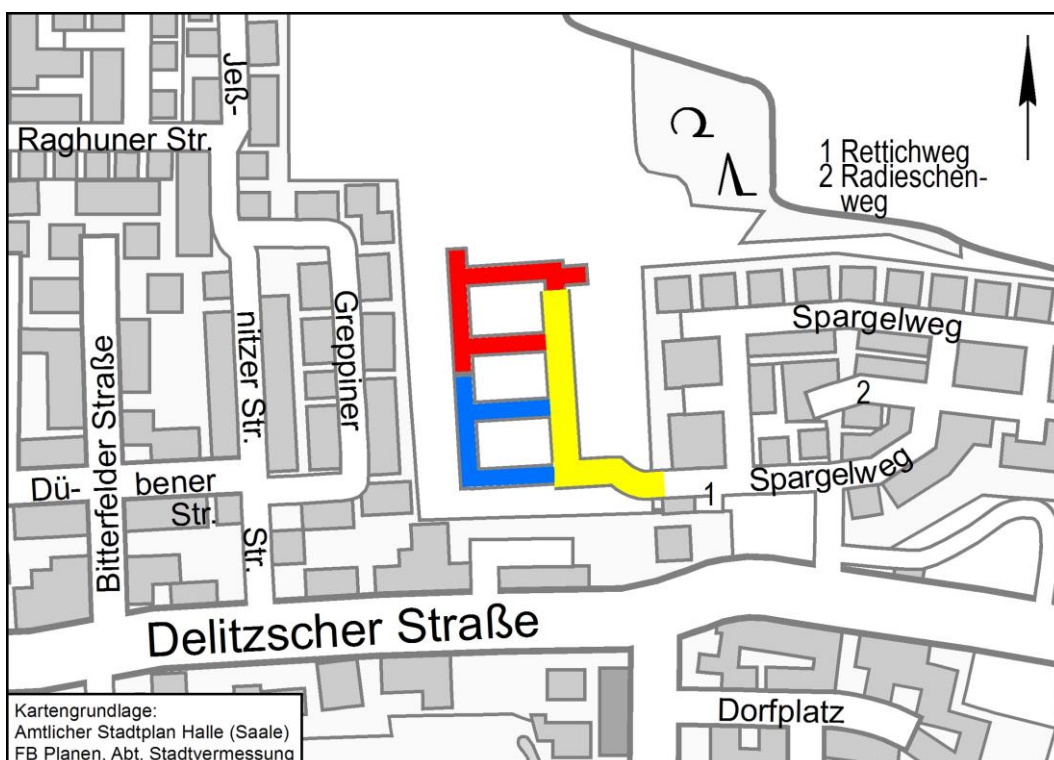 Jeß-
Raghuner Str.
1 Rettichweg
2 Radieschen-
weg
Spargelweg
Greppiner
nitzer Str.
2
Bitterfelder Straße
Spargelweg
1
Dü-
bener
Str.
Str.
Delitzscher Straße
Dorfplatz
Kartengrundlage:
Amtlicher Stadtplan Halle (Saale)
FB Planen, Abt. Stadtvermessung